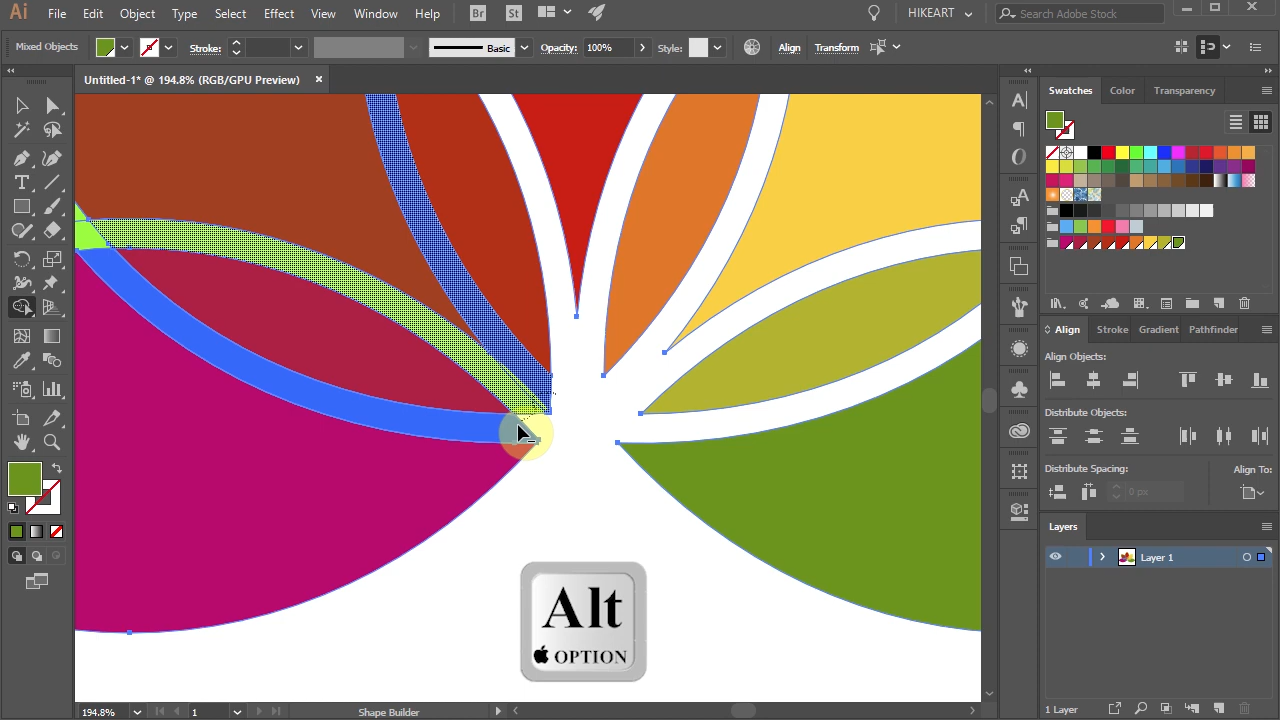 Ai File Edit Object Type Select Effect View Window Help Br St HIKEART Search Adobe Stock
Mixed Objects Stroke: Basic Opacity: 100% Style: Align Transform
Untitled-1* @ 194.8% (RGB/GPU Preview) ×
Swatches Color Transparency
Align Stroke Gradient Pathfinder
Align Objects:
Distribute Objects:
Distribute Spacing: Align To:
0 px
Layers
Layer 1
Alt
OPTION
194.8% 1 Shape Builder 1 Layer